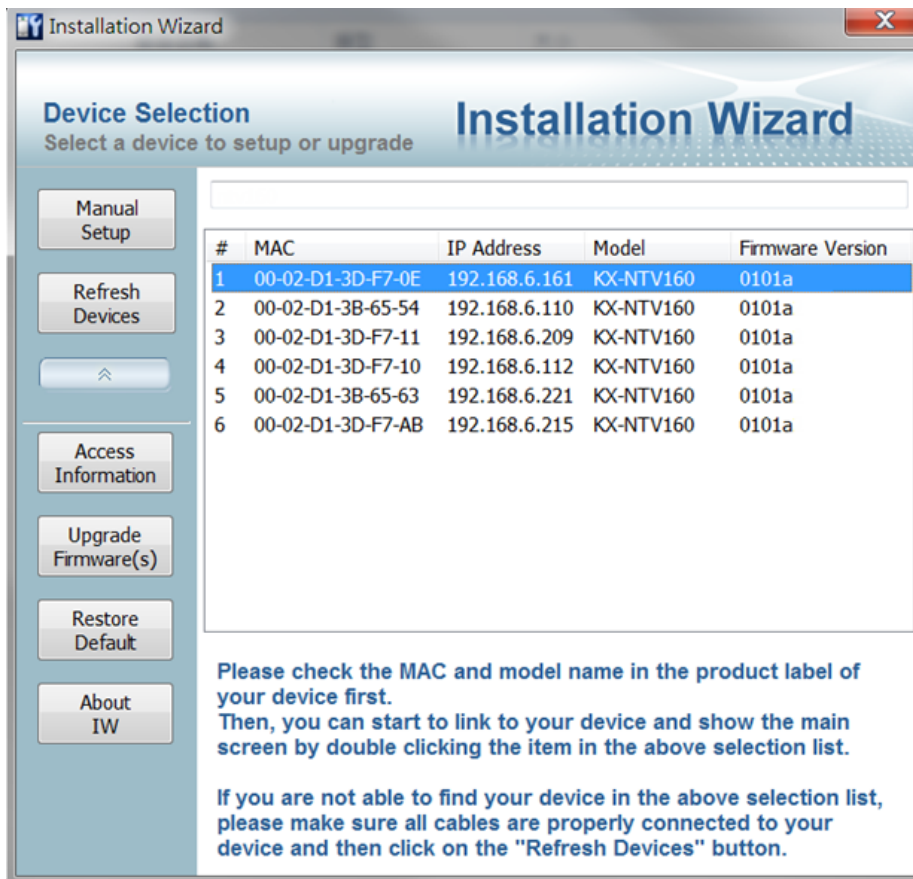 Installation Wizard
Device Selection
Select a device to setup or upgrade
Installation Wizard
Manual
Setup
Refresh
Devices
Access
Information
Upgrade
Firmware(s)
Restore
Default
About
IW
# MAC IP Address Model Firmware Version
1 00-02-D1-3D-F7-0E 192.168.6.161 KX-NTV160 0101a
2 00-02-D1-3B-65-54 192.168.6.110 KX-NTV160 0101a
3 00-02-D1-3D-F7-11 192.168.6.209 KX-NTV160 0101a
4 00-02-D1-3D-F7-10 192.168.6.112 KX-NTV160 0101a
5 00-02-D1-3B-65-63 192.168.6.221 KX-NTV160 0101a
6 00-02-D1-3D-F7-AB 192.168.6.215 KX-NTV160 0101a
Please check the MAC and model name in the product label of
your device first.
Then, you can start to link to your device and show the main
screen by double clicking the item in the above selection list.
If you are not able to find your device in the above selection list,
please make sure all cables are properly connected to your
device and then click on the "Refresh Devices" button.